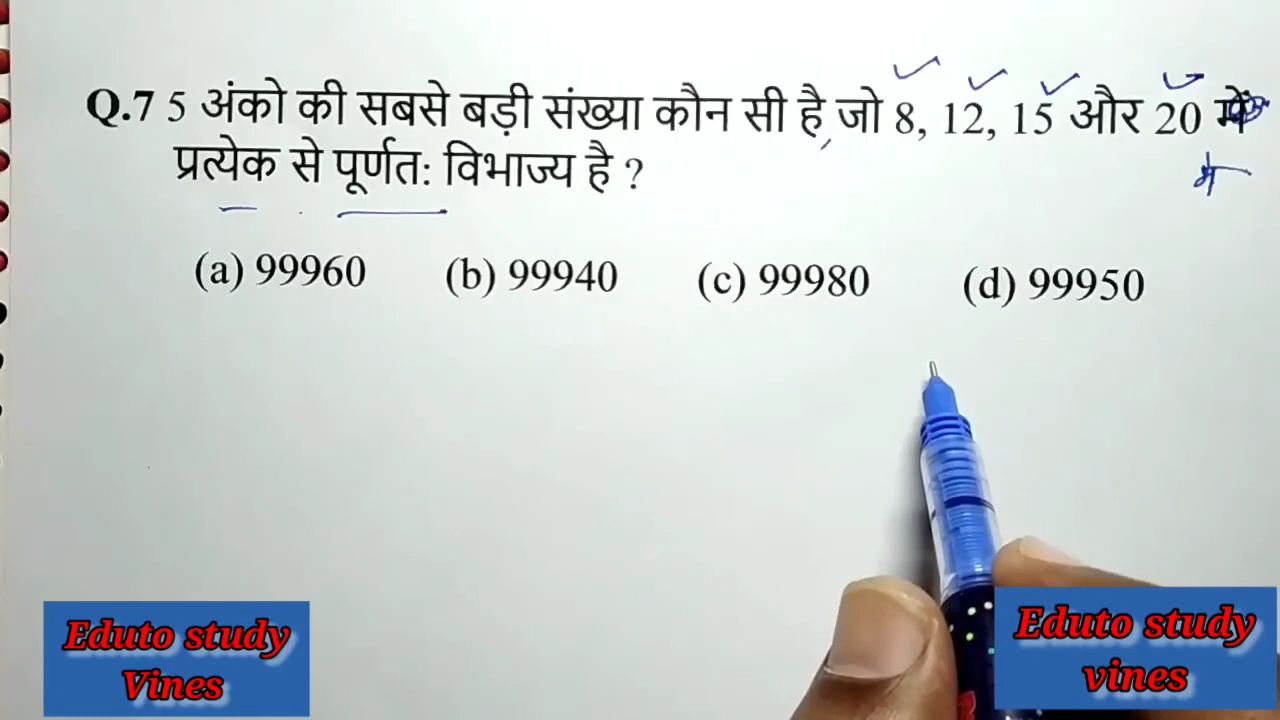 Q.7 5 अंको की सबसे बड़ी संख्या कौन सी है, जो 8, 12, 15 और 20 में
प्रत्येक से पूर्णत: विभाज्य है ?
(a) 99960 (b) 99940 (c) 99980 (d) 99950
Eduto study
Vines
Eduto study
vines